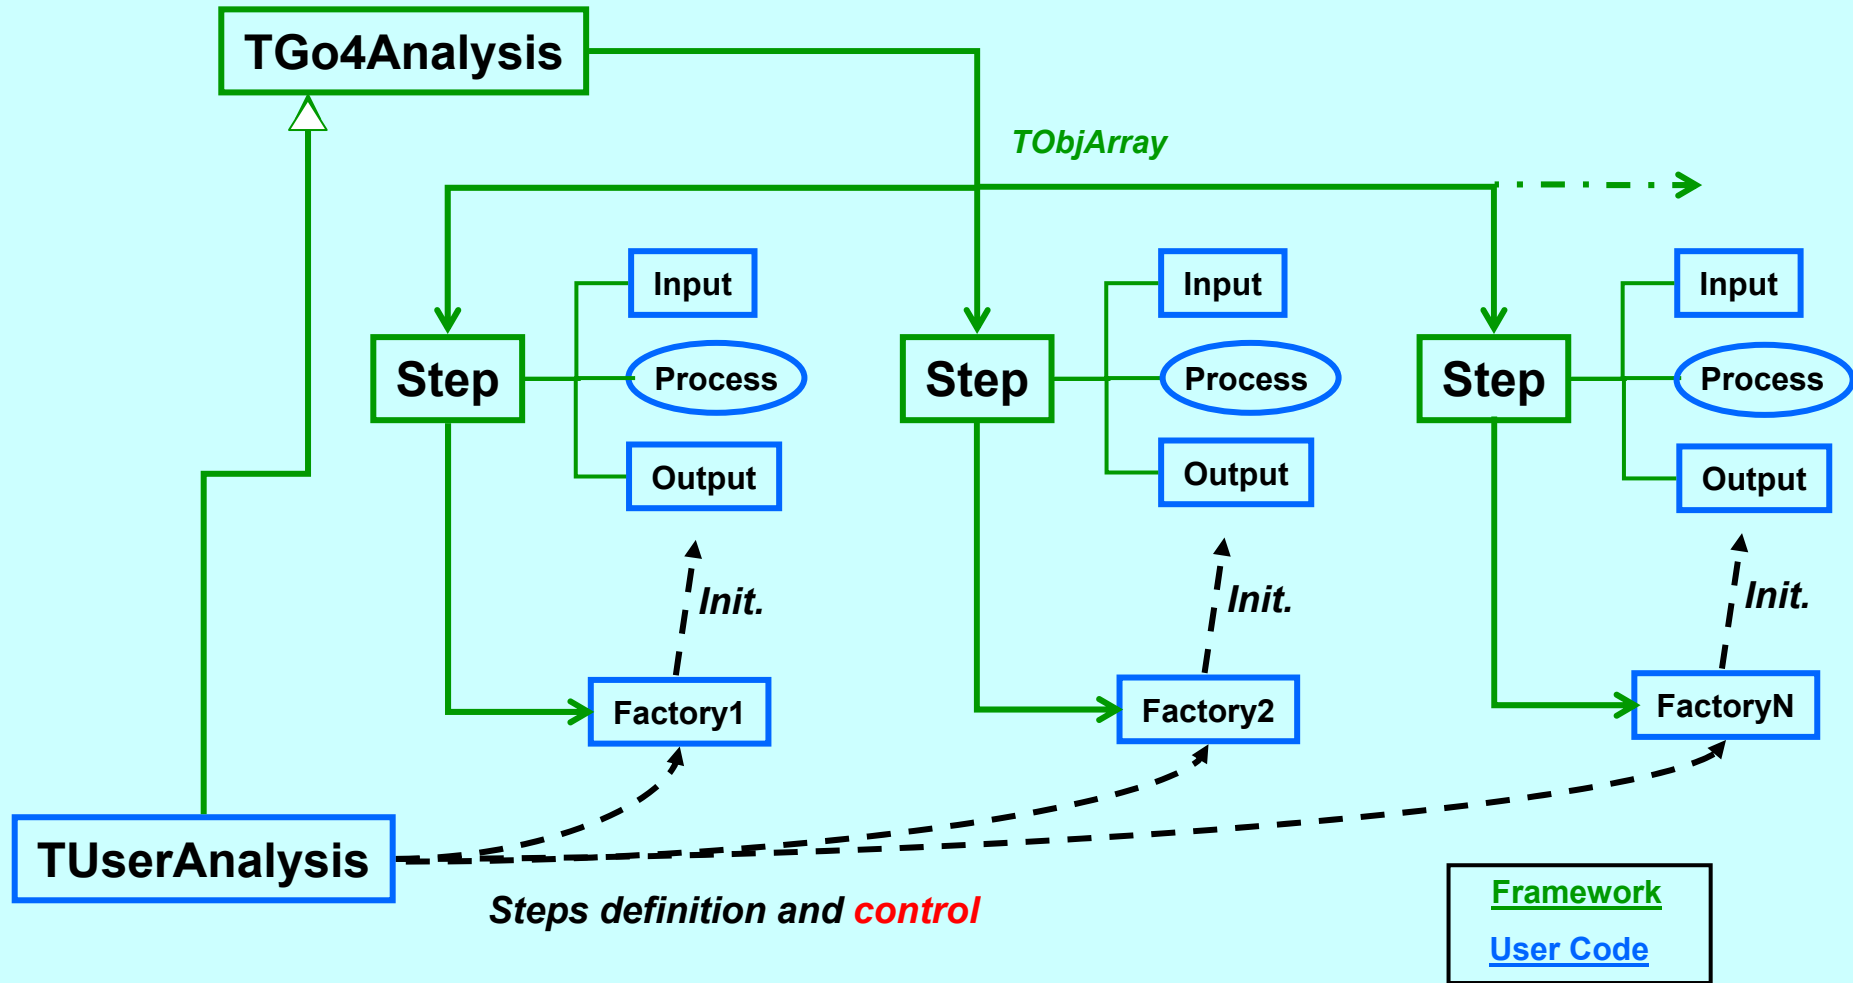 TGo4Analysis
TObjArray
Input
Input
Input
Step
Process
Step
Process
Step
Process
Output
Output
Output
Init.
Init.
Init.
Factory1
Factory2
FactoryN
TUserAnalysis
Steps definition and control
Framework
User Code